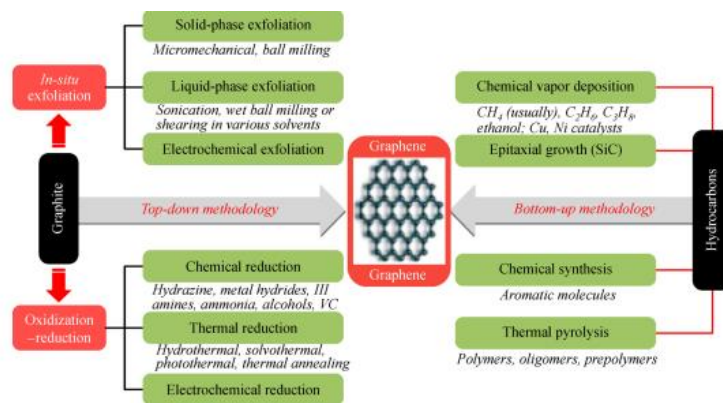 Solid-phase exfoliation
Micromechanical, ball milling
In-situ
exfoliation
Liquid-phase exfoliation
Sonication, wet ball milling or
shearing in various solvents
Electrochemical exfoliation
Graphite
Top-down methodology
Chemical reduction
Hydrazine, metal hydrides, III
amines, ammonia, alcohols, VC
Oxidization
–reduction
Thermal reduction
Hydrothermal, solvothermal,
photothermal, thermal annealing
Electrochemical reduction
Graphene
Graphene
Chemical vapor deposition
CH₄ (usually), C₂H₆, C₃H₈,
ethanol; Cu, Ni catalysts
Epitaxial growth (SiC)
Bottom-up methodology
Hydrocarbons
Chemical synthesis
Aromatic molecules
Thermal pyrolysis
Polymers, oligomers, prepolymers